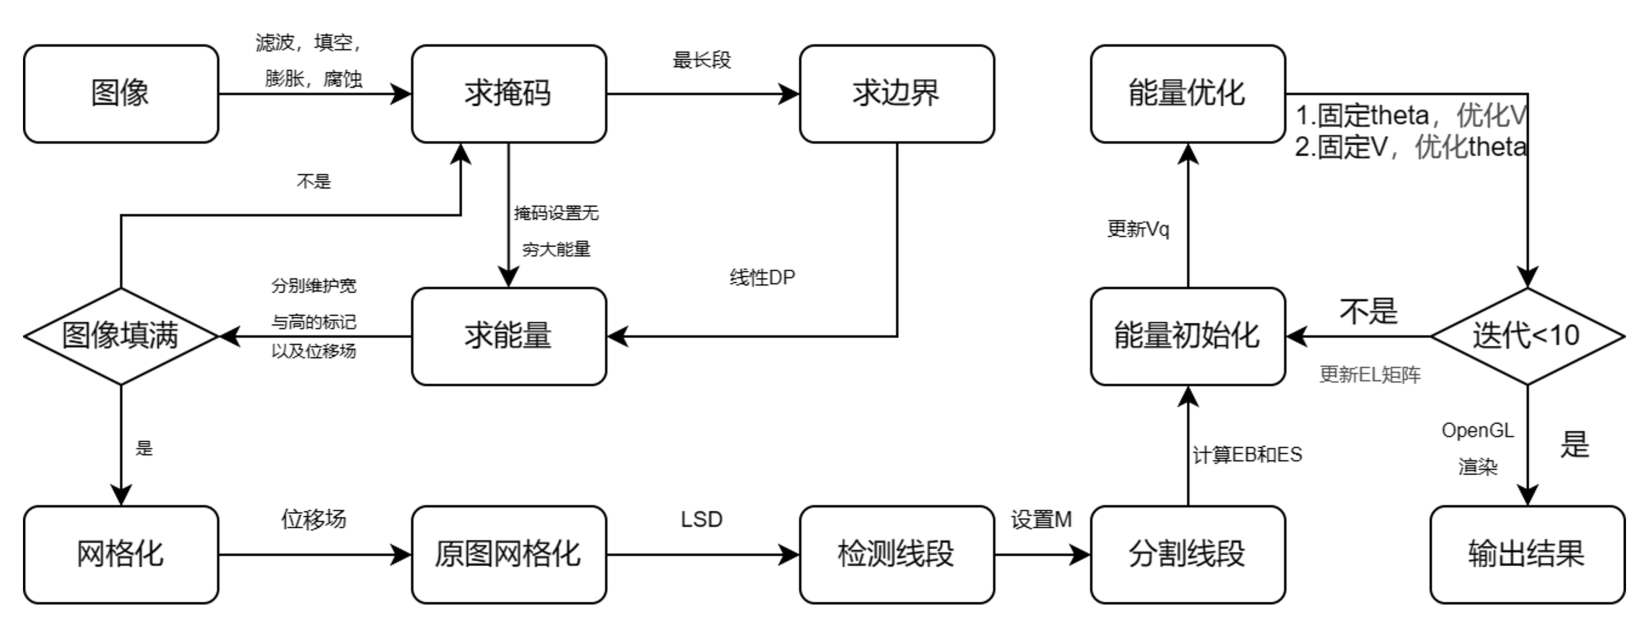 图像
滤波，填空，
膨胀，腐蚀
求掩码
最长段
求边界
不是
掩码设置无
穷大能量
线性DP
图像填满
分别维护宽
与高的标记
以及位移场
求能量
是
网格化
位移场
原图网格化
LSD
检测线段
设置M
分割线段
计算EB和ES
能量初始化
更新Vq
能量优化
1.固定theta，优化V
2.固定V，优化theta
迭代<10
不是
更新EL矩阵
OpenGL
渲染
是
输出结果